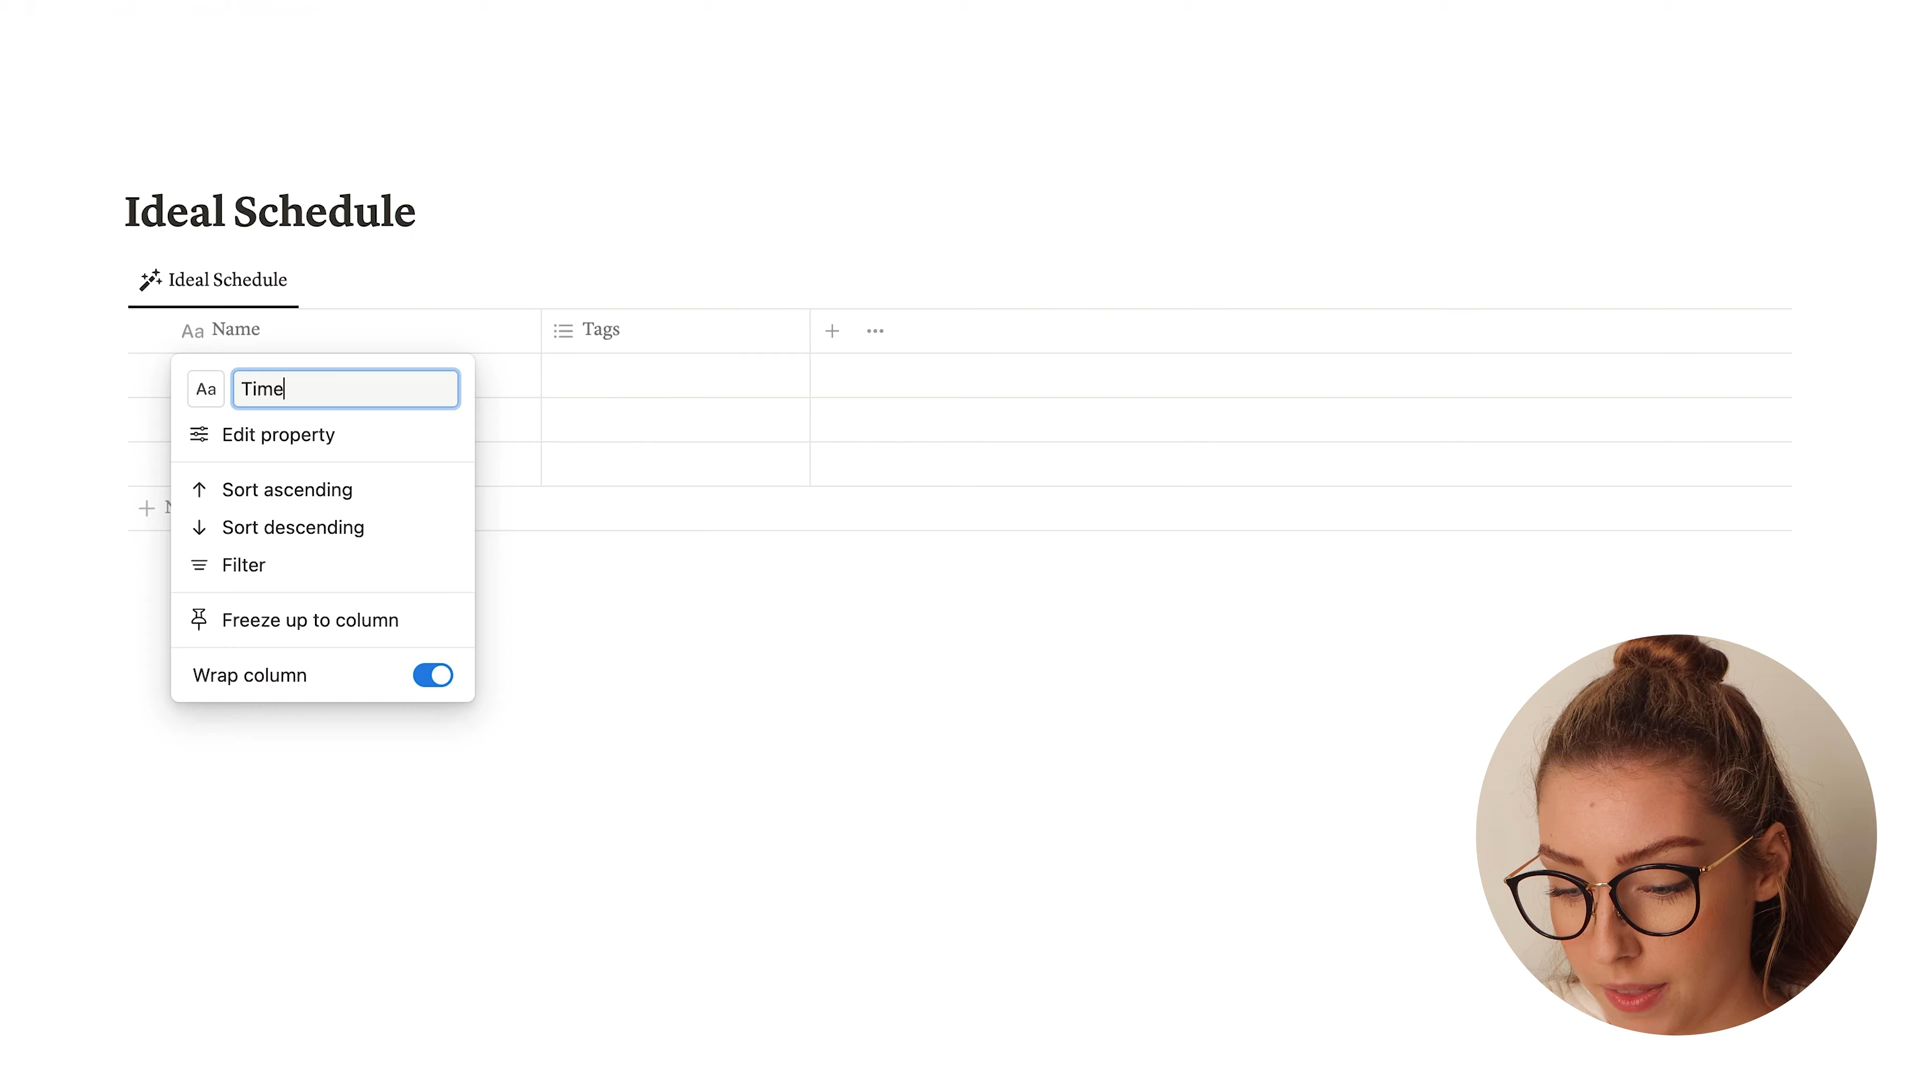 Ideal Schedule
Ideal Schedule
Aa Name
Tags
Aa
Time
Edit property
Sort ascending
Sort descending
Filter
Freeze up to column
Wrap column